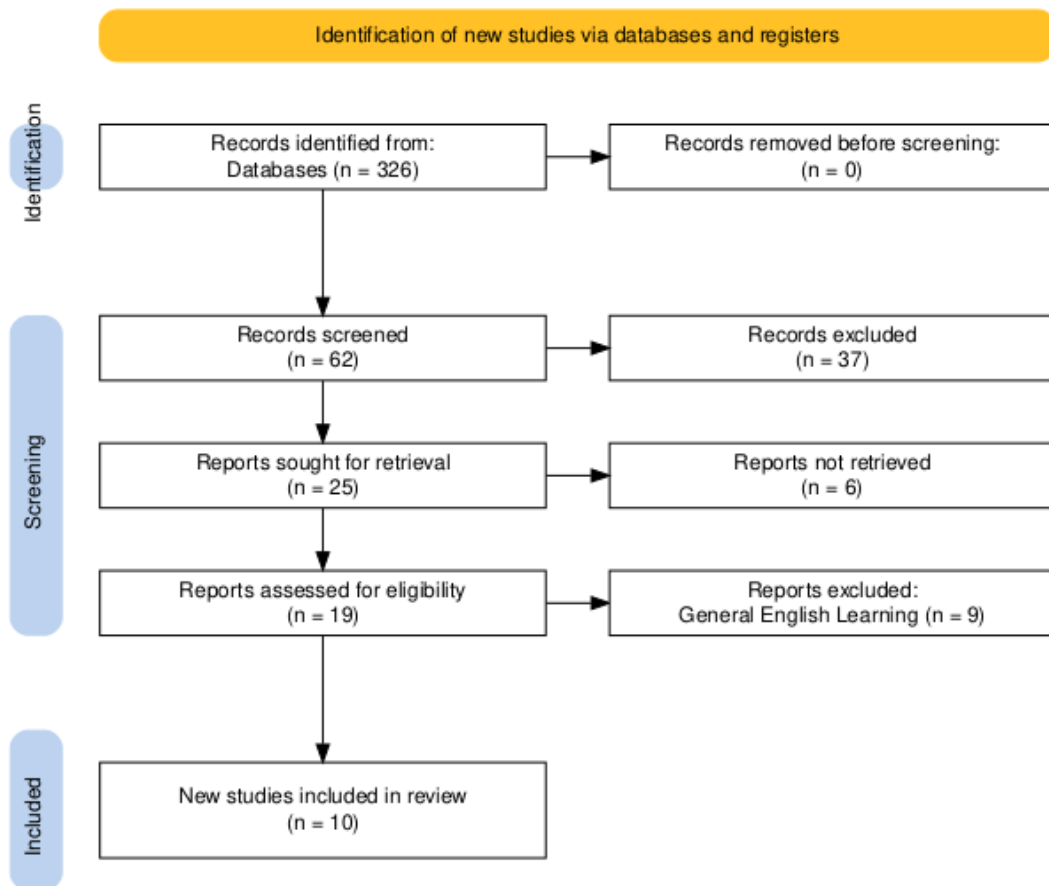 Identification of new studies via databases and registers
Identification
Records identified from:
Databases (n = 326)
Records removed before screening:
(n = 0)
Screening
Records screened
(n = 62)
Records excluded
(n = 37)
Reports sought for retrieval
(n = 25)
Reports not retrieved
(n = 6)
Reports assessed for eligibility
(n = 19)
Reports excluded:
General English Learning (n = 9)
Included
New studies included in review
(n = 10)